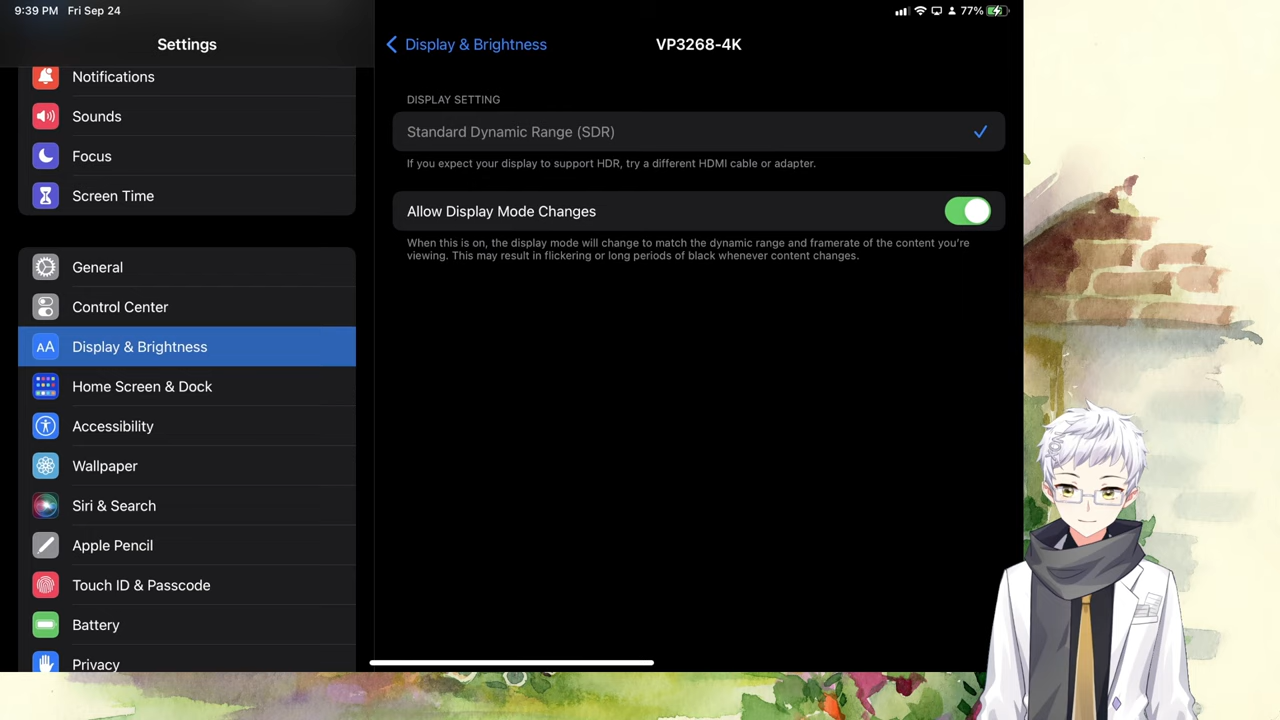 9:39 PM Fri Sep 24
77%
Settings
Notifications
Sounds
Focus
Screen Time
General
Control Center
AA Display & Brightness
Home Screen & Dock
Accessibility
Wallpaper
Siri & Search
Apple Pencil
Touch ID & Passcode
Battery
Privacy
Display & Brightness
VP3268-4K
DISPLAY SETTING
Standard Dynamic Range (SDR)
If you expect your display to support HDR, try a different HDMI cable or adapter.
Allow Display Mode Changes
When this is on, the display mode will change to match the dynamic range and framerate of the content you're
viewing. This may result in flickering or long periods of black whenever content changes.